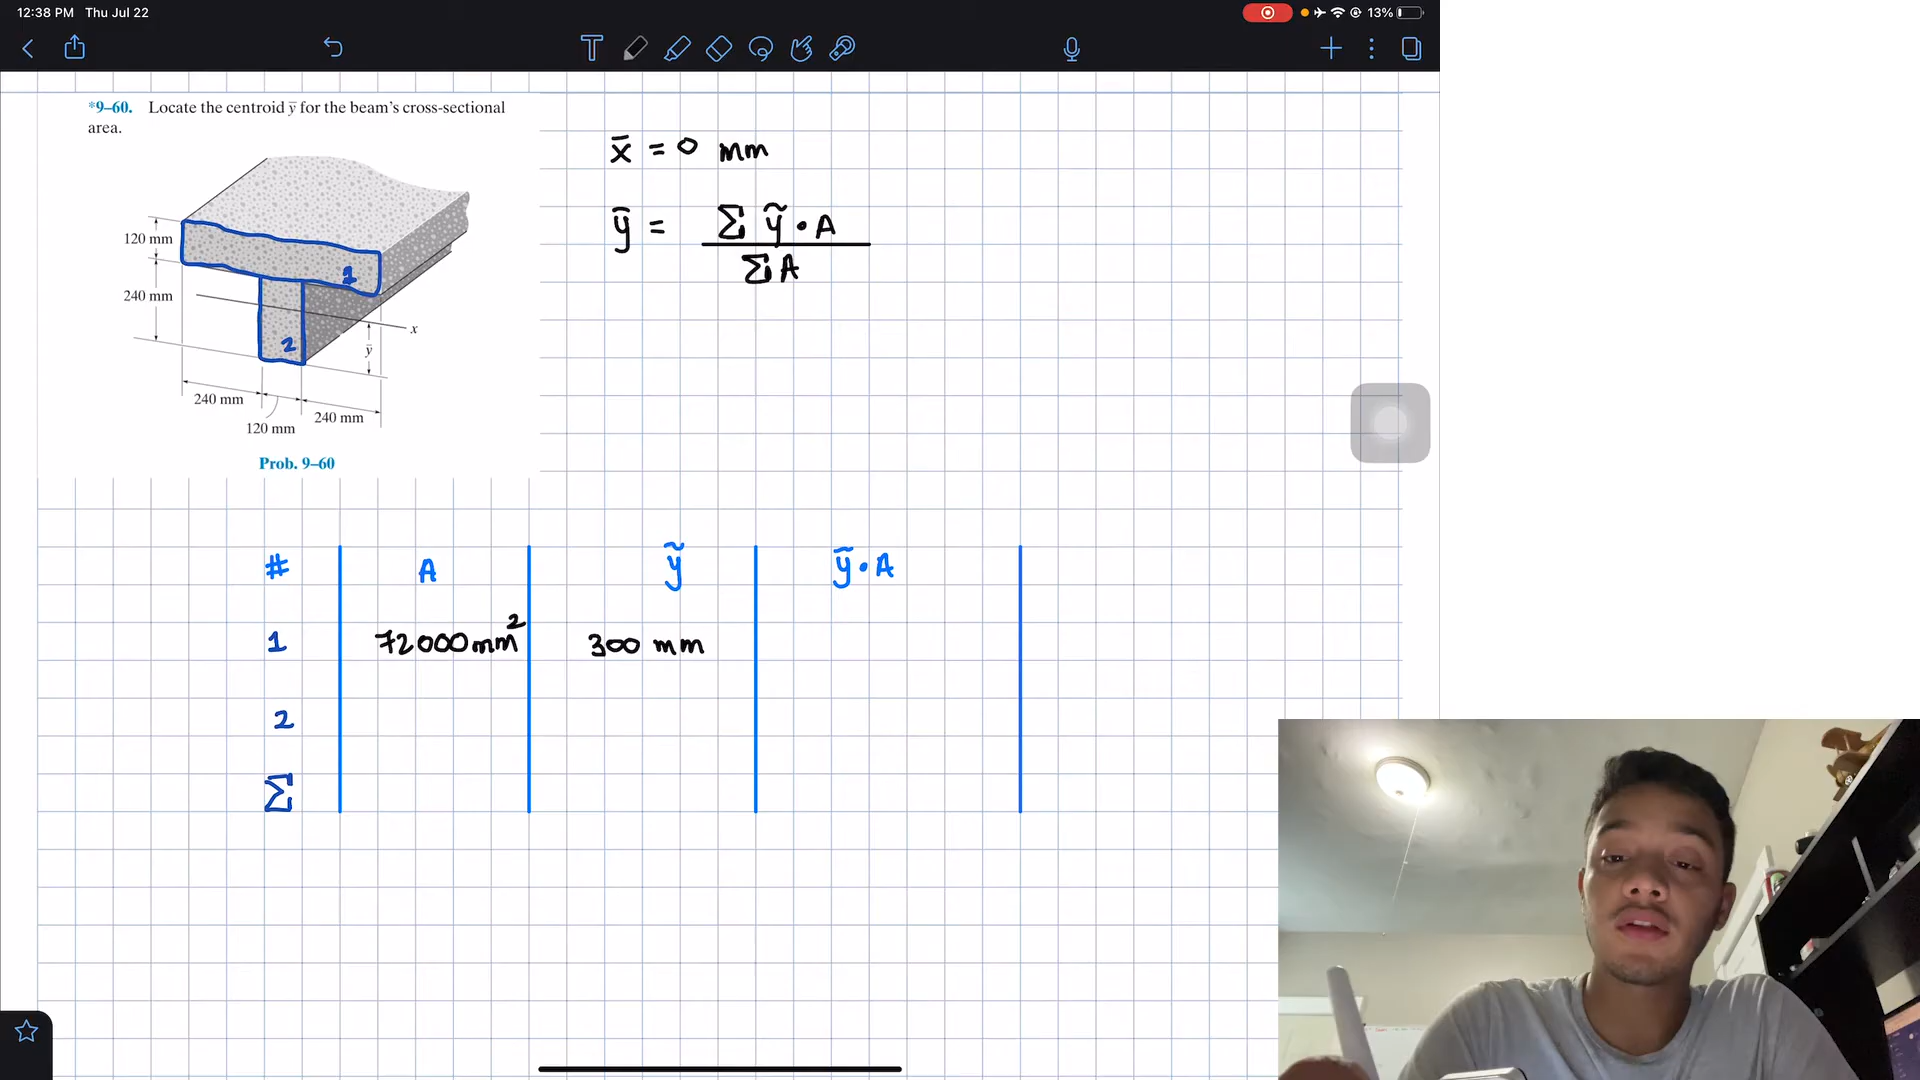 12:38 PM Thu Jul 22
13%
*9–60. Locate the centroid y̅ for the beam's cross-sectional
area.
120 mm
240 mm
1
2
x
y̅
240 mm
120 mm
240 mm
Prob. 9–60
x̅ = 0 mm
y̅ = Σ ỹ • A
Σ A
# A ỹ ỹ • A
1 72000mm² 300 mm
2
Σ